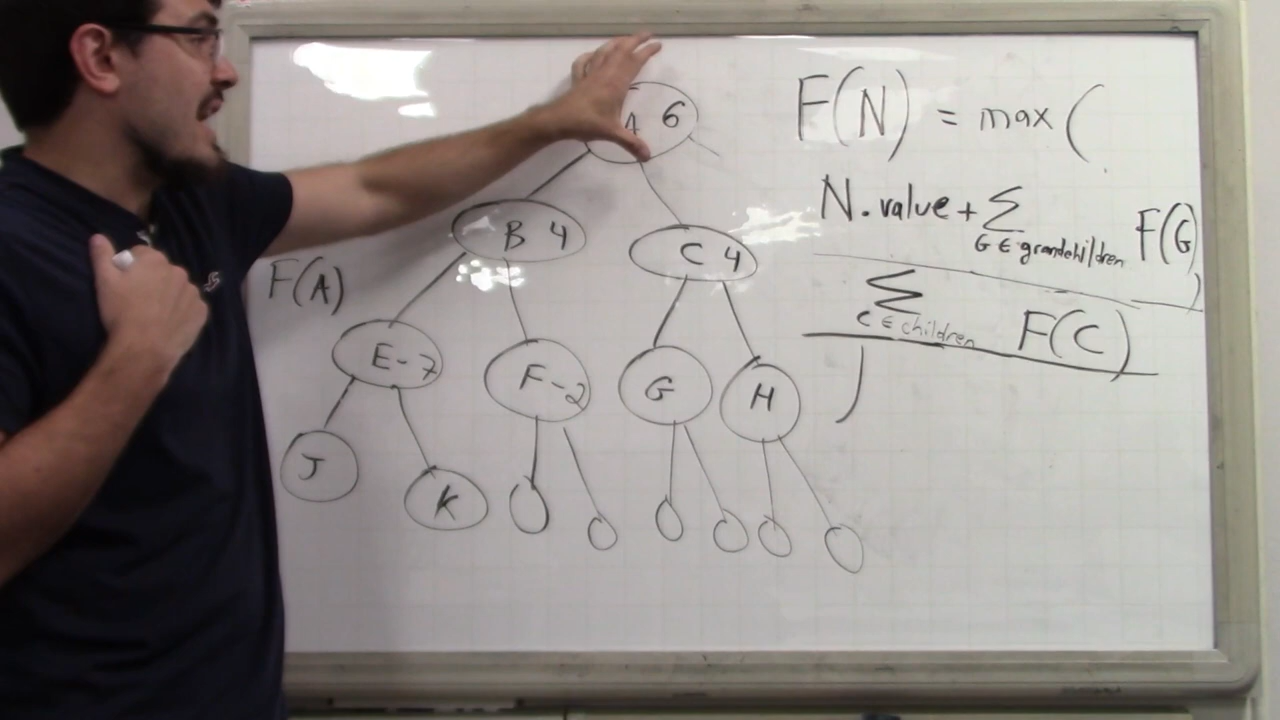 A 6
F(N) = max (
N.value + Σ F(G)
G ∈ grandchildren
)
B 4
C 4
F(A)
Σ F(C)
C ∈ children
)
E -7
F -2
G
H
J
K